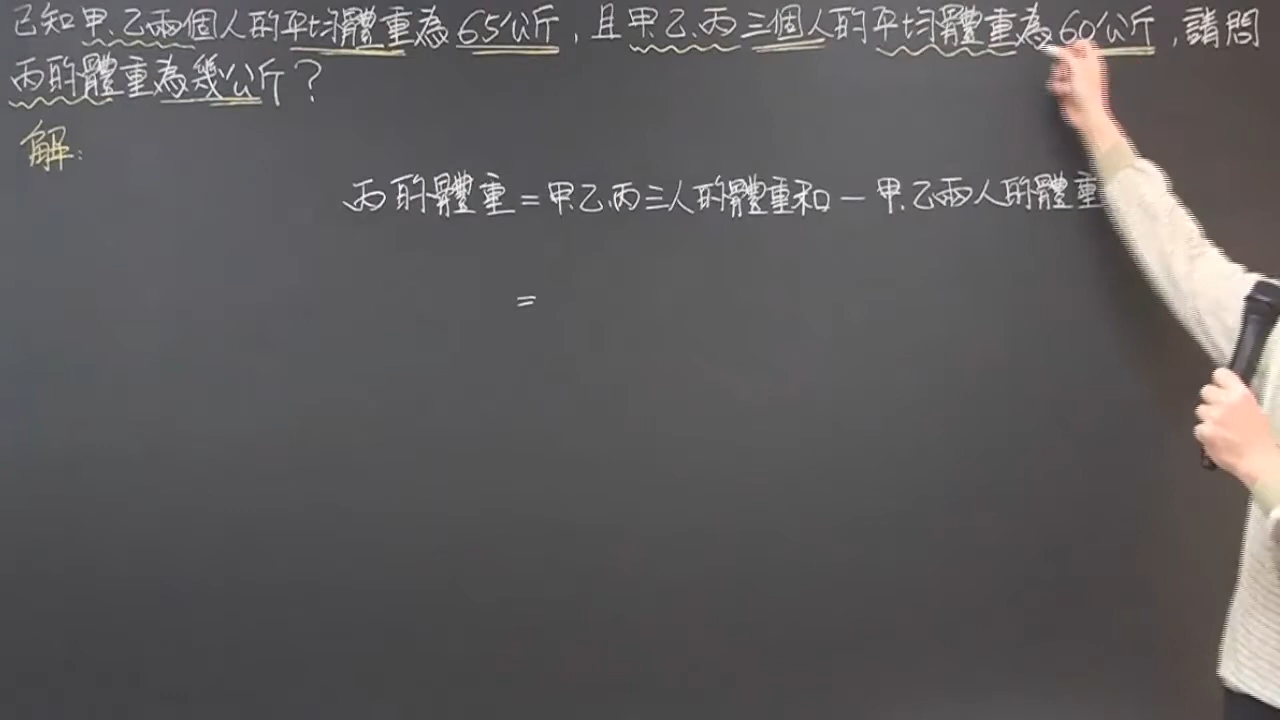 已知甲、乙兩個人的平均體重為65公斤，且甲、乙、丙三個人的平均體重為60公斤，請問
丙的體重為幾公斤？
解：
丙的體重＝甲、乙、丙三人的體重和－甲、乙兩人的體重
＝